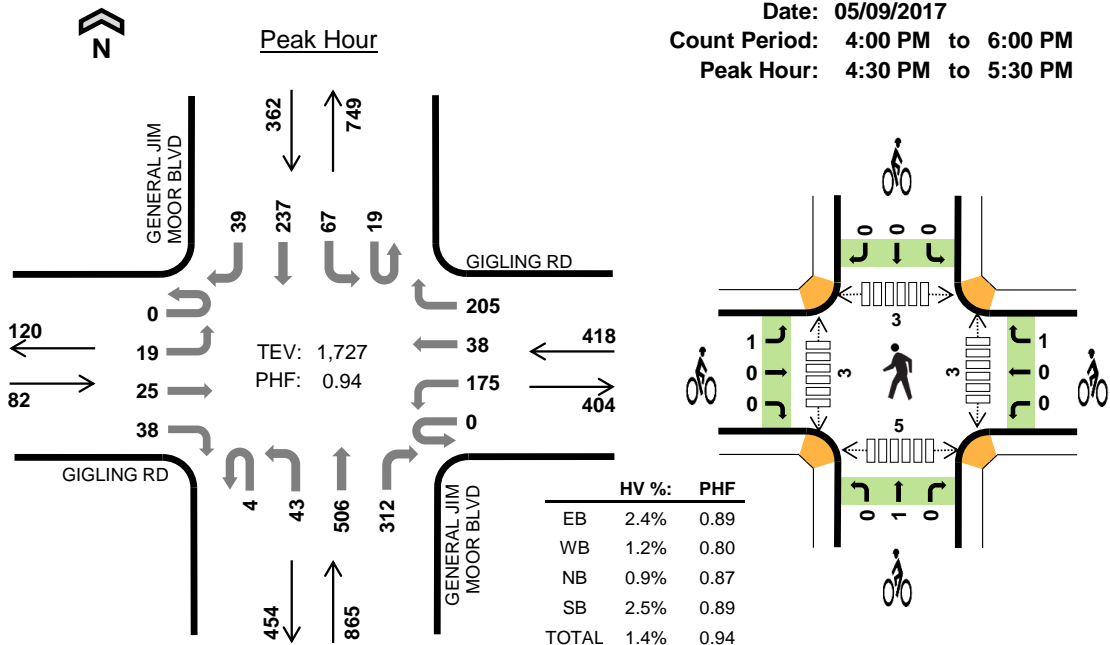 N
Peak Hour
Date: 05/09/2017
Count Period: 4:00 PM to 6:00 PM
Peak Hour: 4:30 PM to 5:30 PM
GENERAL JIM
MOOR BLVD
362
749
39
237
67
19
GIGLING RD
0
19
25
38
120
82
TEV: 1,727
PHF: 0.94
205
38
175
0
418
404
GIGLING RD
4
43
506
312
454
865
GENERAL JIM
MOOR BLVD
HV %: PHF
EB 2.4% 0.89
WB 1.2% 0.80
NB 0.9% 0.87
SB 2.5% 0.89
TOTAL 1.4% 0.94
0 0 0
3
1
0
0
3
3
1
0
0
5
0 1 0